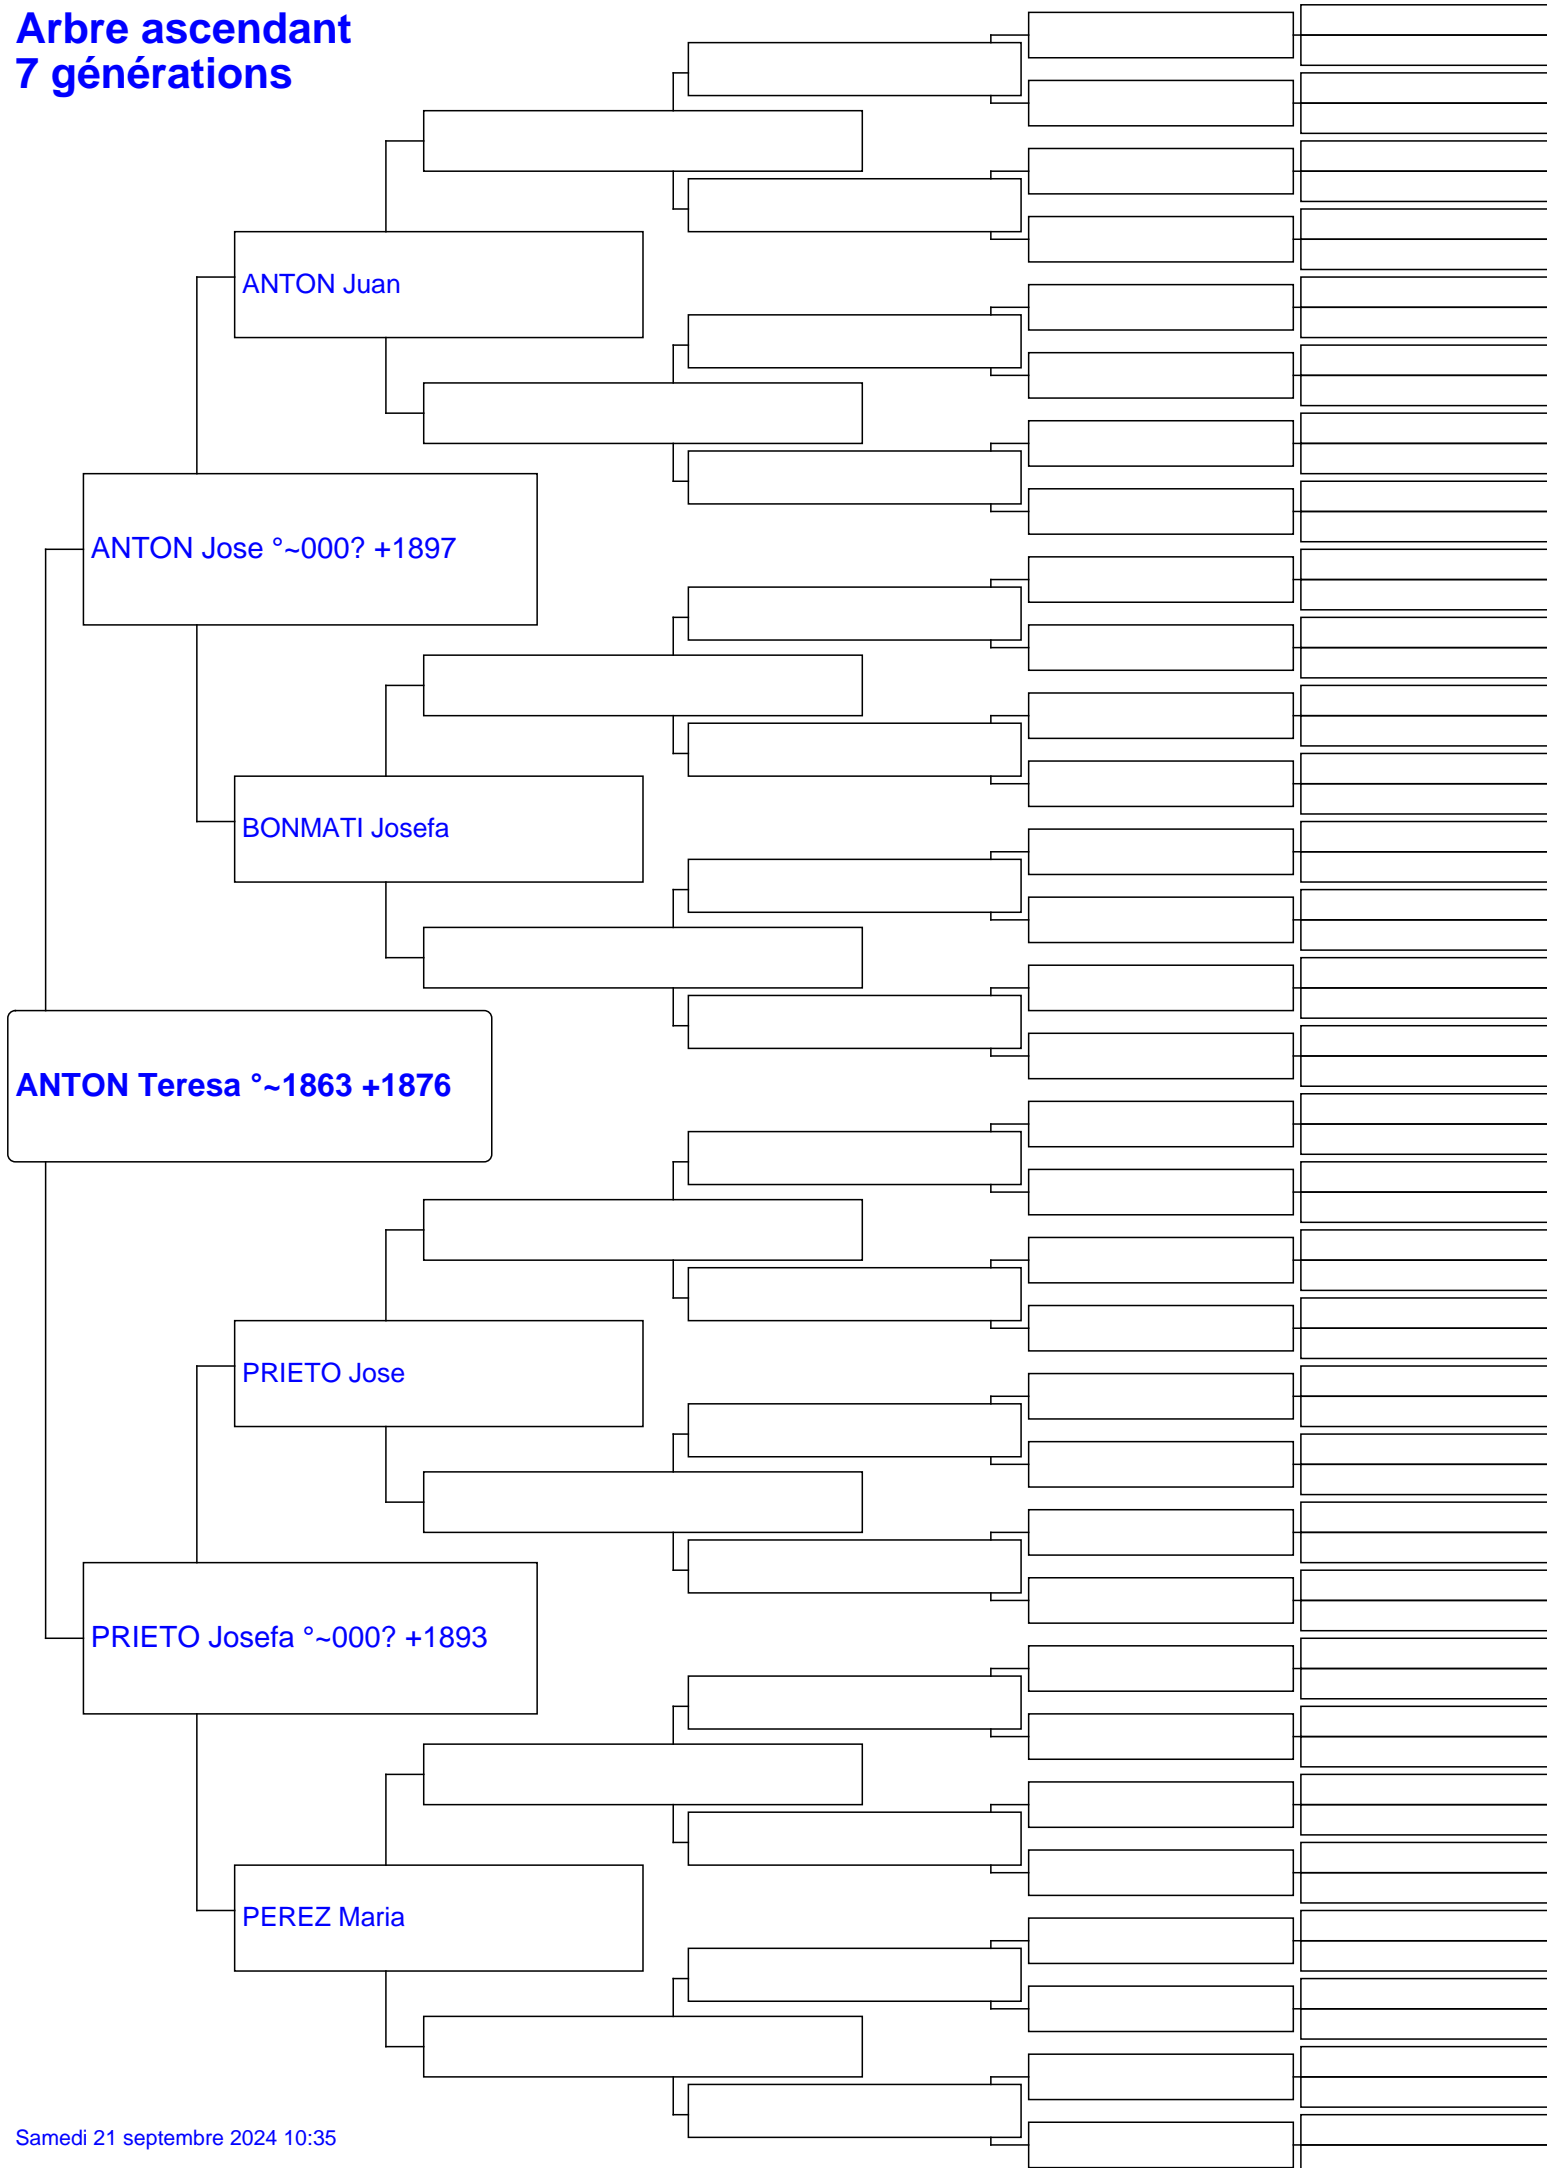 Arbre ascendant
7 générations
ANTON Juan
ANTON Jose °~000? +1897
BONMATI Josefa
ANTON Teresa °~1863 +1876
PRIETO Jose
PRIETO Josefa °~000? +1893
PEREZ Maria
Samedi 21 septembre 2024 10:35